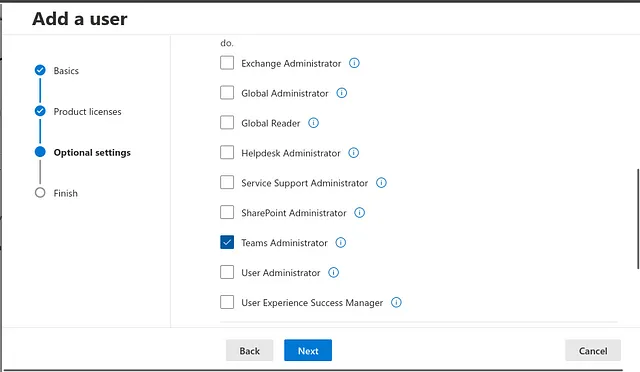 Add a user
Basics
Product licenses
Optional settings
Finish
do.
Exchange Administrator
Global Administrator
Global Reader
Helpdesk Administrator
Service Support Administrator
SharePoint Administrator
Teams Administrator
User Administrator
User Experience Success Manager
Back
Next
Cancel